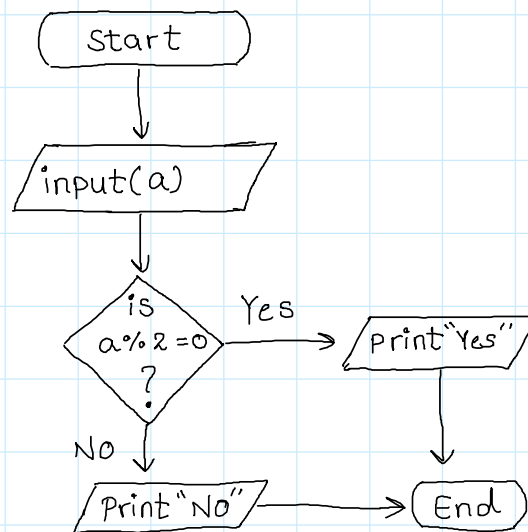 Start
input(a)
is
a%2=0
?
Yes
Print "Yes"
NO
Print "NO"
End